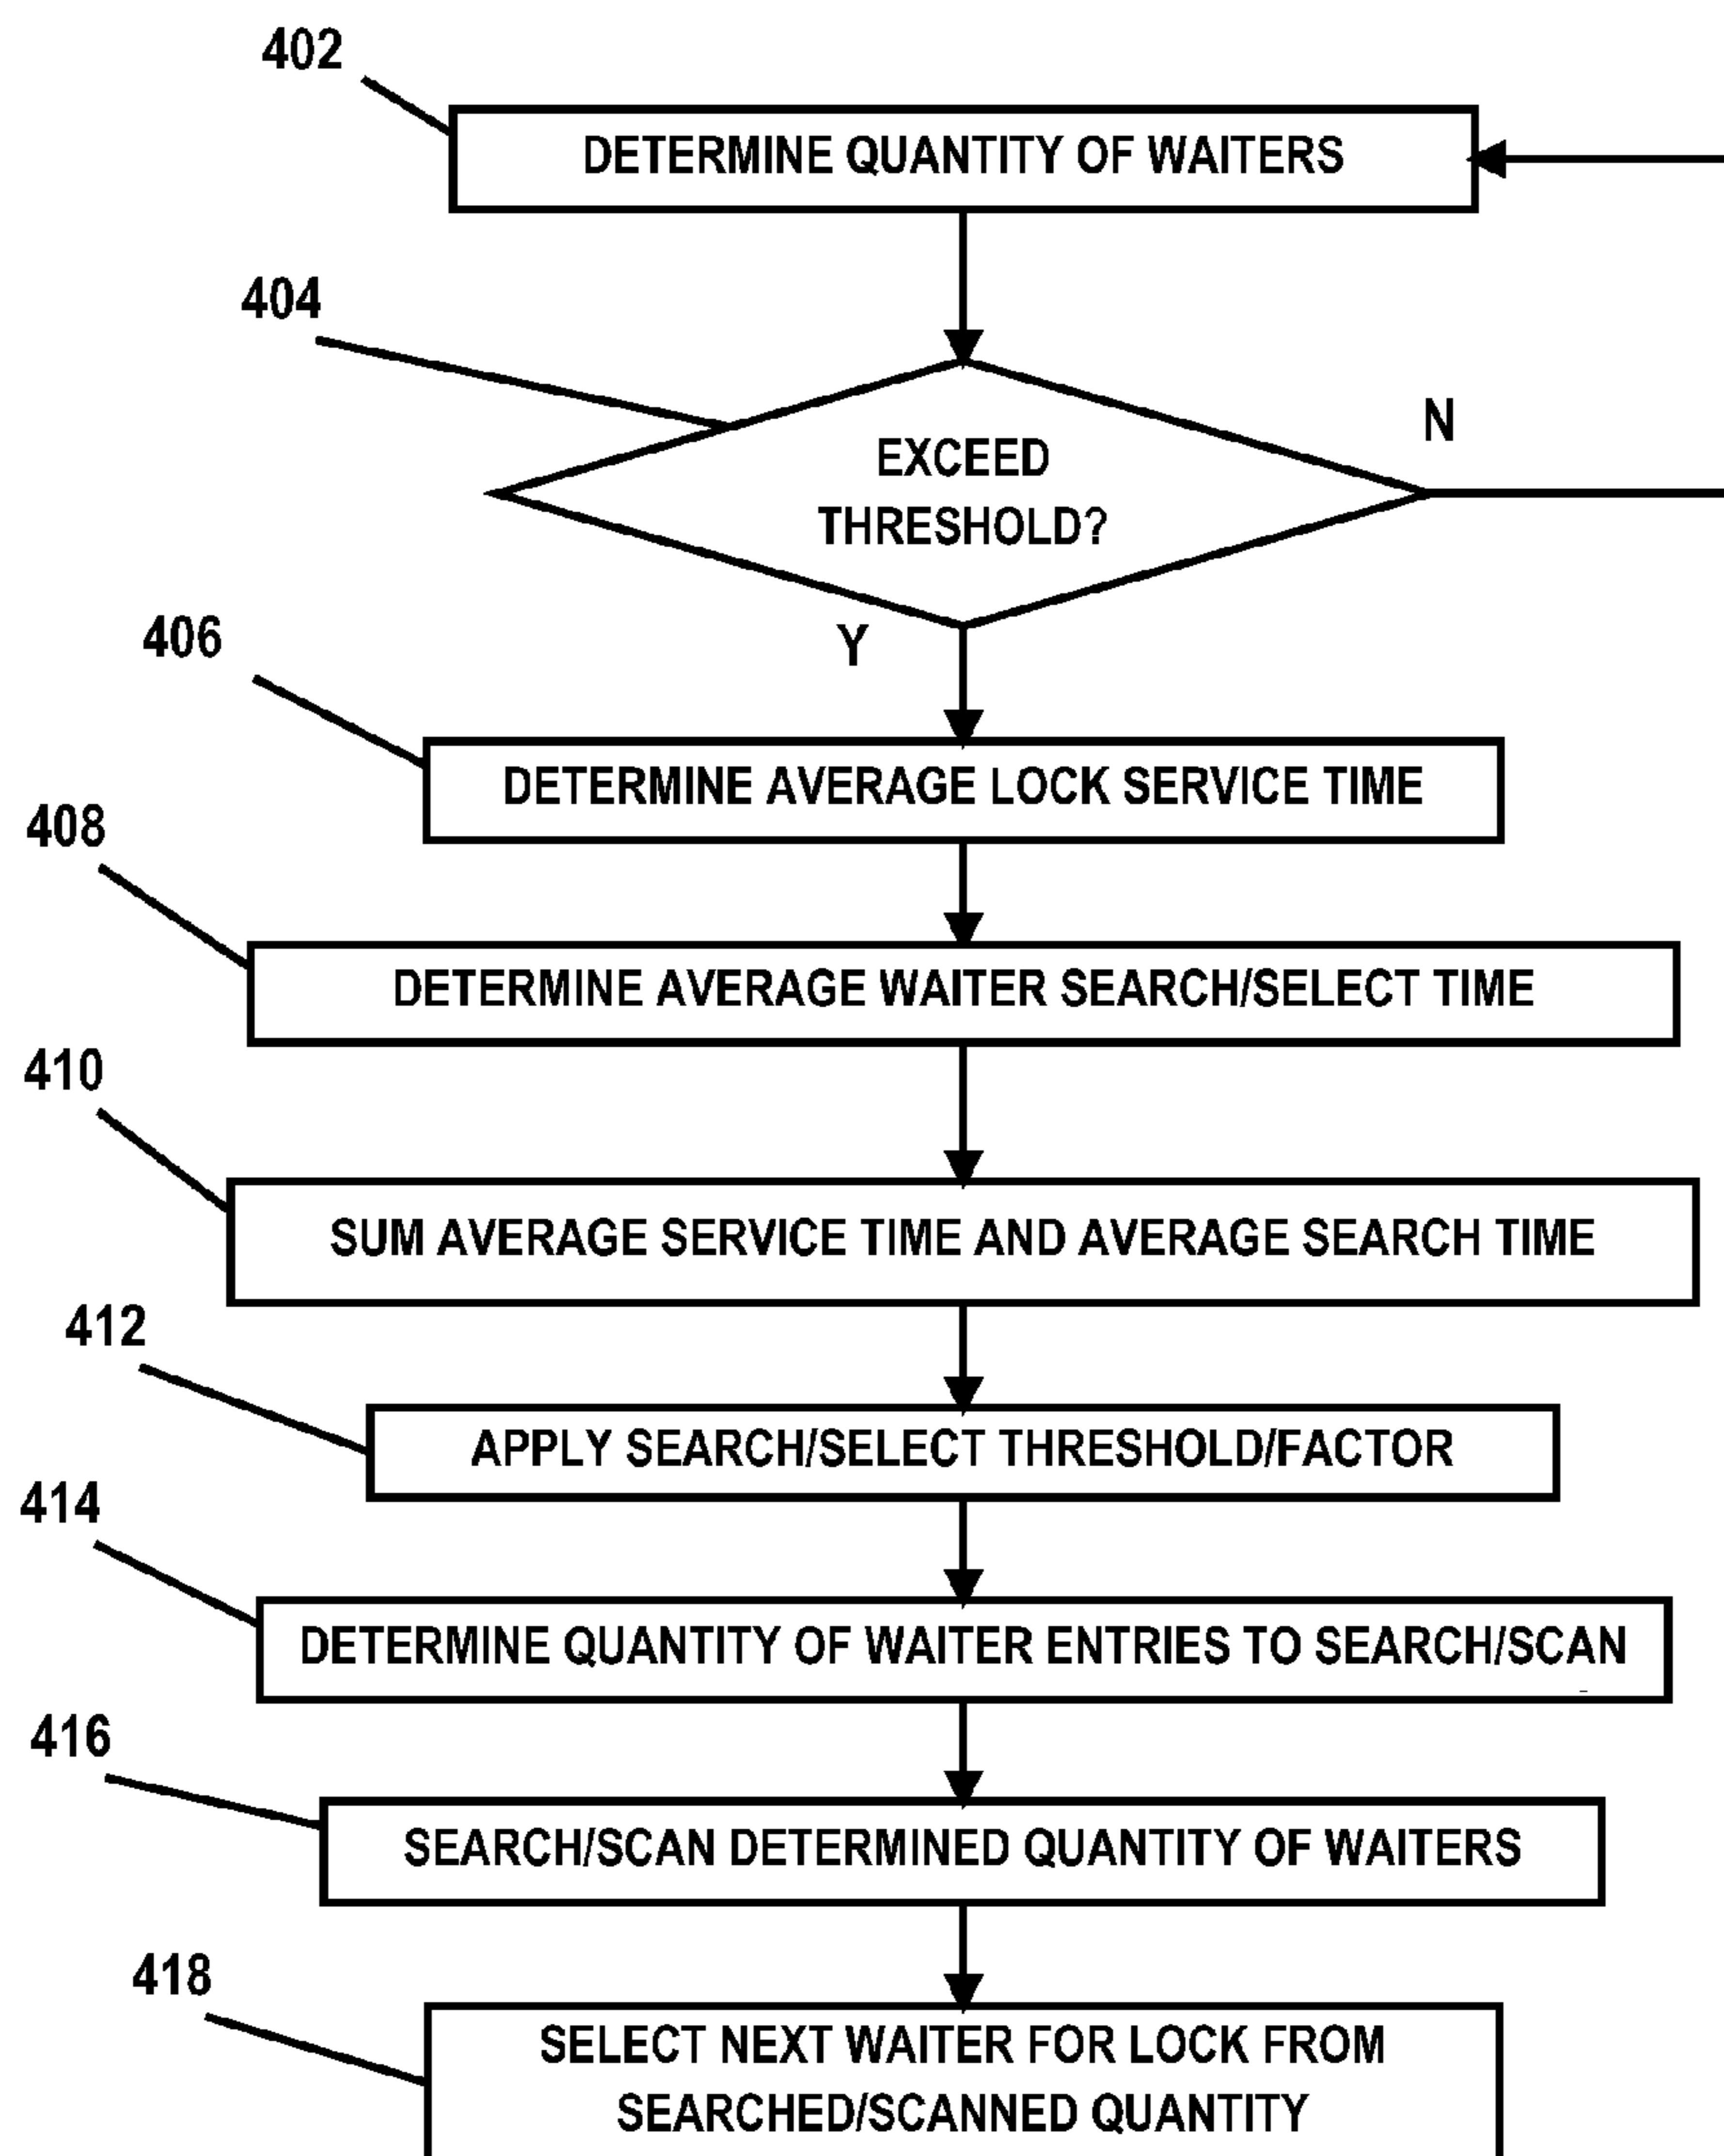 402
DETERMINE QUANTITY OF WAITERS
404
EXCEED
THRESHOLD?
N
Y
406
DETERMINE AVERAGE LOCK SERVICE TIME
408
DETERMINE AVERAGE WAITER SEARCH/SELECT TIME
410
SUM AVERAGE SERVICE TIME AND AVERAGE SEARCH TIME
412
APPLY SEARCH/SELECT THRESHOLD/FACTOR
414
DETERMINE QUANTITY OF WAITER ENTRIES TO SEARCH/SCAN
416
SEARCH/SCAN DETERMINED QUANTITY OF WAITERS
418
SELECT NEXT WAITER FOR LOCK FROM
SEARCHED/SCANNED QUANTITY